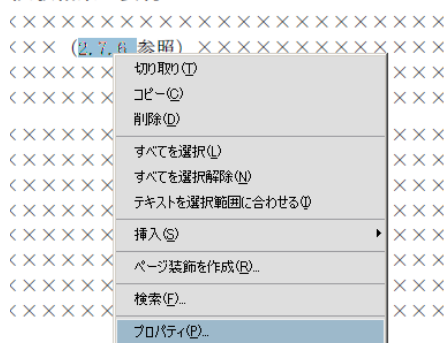 ××××××××××××××××××××
××× (2.7.6 参照) ××××××××××××
××××××
切り取り(T)
×××
××××××
コピー(C)
×××
削除(D)
××××××
×××
××××××
すべてを選択(L)
×××
××××××
すべてを選択解除(N)
×××
××××××
テキストを選択範囲に合わせる(I)
×××
××××××
挿入(S)
×××
××××××
ページ装飾を作成(R)...
×××
××××××
検索(F)...
×××
××××××
×××
プロパティ(P)...